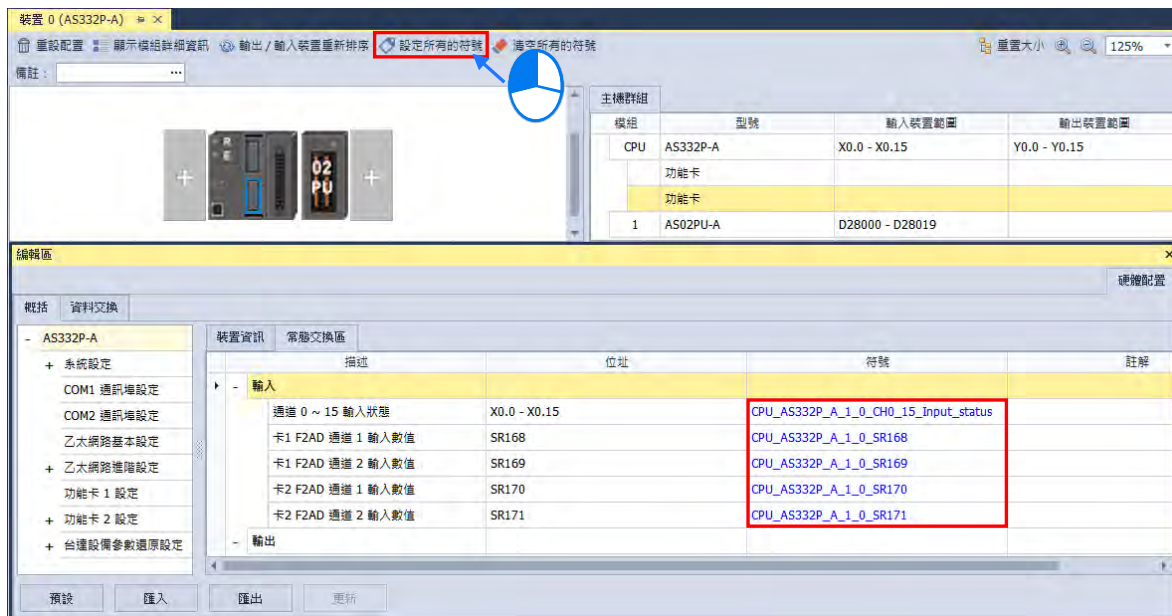 裝置 0 (AS332P-A)
重設配置 顯示模組詳細資訊 輸出/輸入裝置重新排序 設定所有的符號 清空所有的符號 重置大小 125%
備註： ...
主機群組
模組 型號 輸入裝置範圍 輸出裝置範圍
CPU AS332P-A X0.0 - X0.15 Y0.0 - Y0.15
功能卡
功能卡
1 AS02PU-A D28000 - D28019
R
E
02
PU
編輯區
硬體配置
概括 資料交換
- AS332P-A
+ 系統設定
COM1 通訊埠設定
COM2 通訊埠設定
乙太網路基本設定
+ 乙太網路進階設定
功能卡 1 設定
+ 功能卡 2 設定
+ 台達設備參數還原設定
裝置資訊 常態交換區
描述 位址 符號 註解
- 輸入
通道 0 ~ 15 輸入狀態 X0.0 - X0.15 CPU_AS332P_A_1_0_CH0_15_Input_status
卡1 F2AD 通道 1 輸入數值 SR168 CPU_AS332P_A_1_0_SR168
卡1 F2AD 通道 2 輸入數值 SR169 CPU_AS332P_A_1_0_SR169
卡2 F2AD 通道 1 輸入數值 SR170 CPU_AS332P_A_1_0_SR170
卡2 F2AD 通道 2 輸入數值 SR171 CPU_AS332P_A_1_0_SR171
- 輸出
預設 匯入 匯出 更新